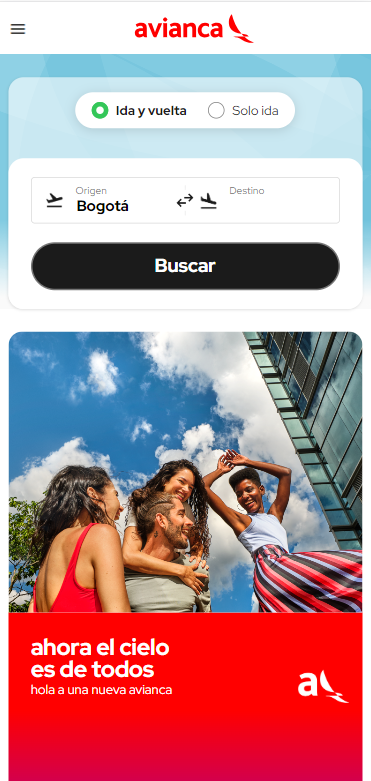 avianca
Ida y vuelta
Solo ida
Origen
Bogotá
Destino
Buscar
ahora el cielo
es de todos
hola a una nueva avianca
a